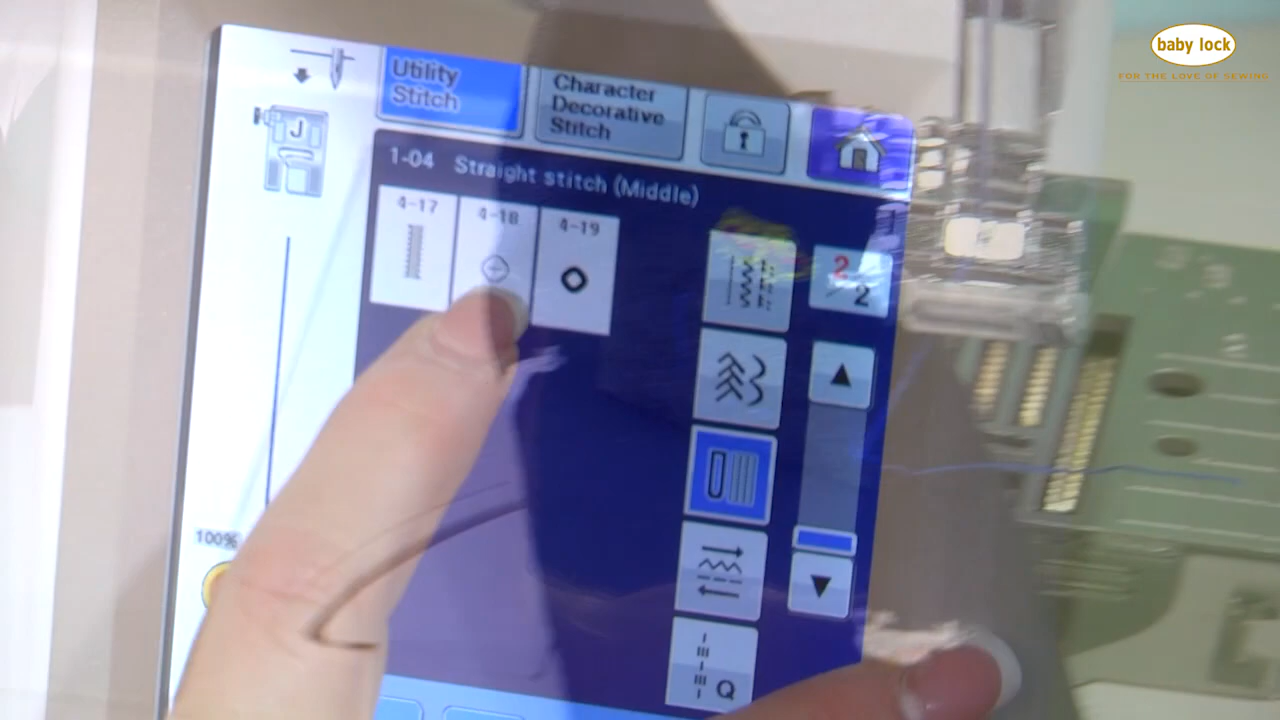 baby lock
FOR THE LOVE OF SEWING
Utility
Stitch
Character
Decorative
Stitch
J
1-04 Straight stitch (Middle)
4-17
4-18
4-19
2
2
100%
Q